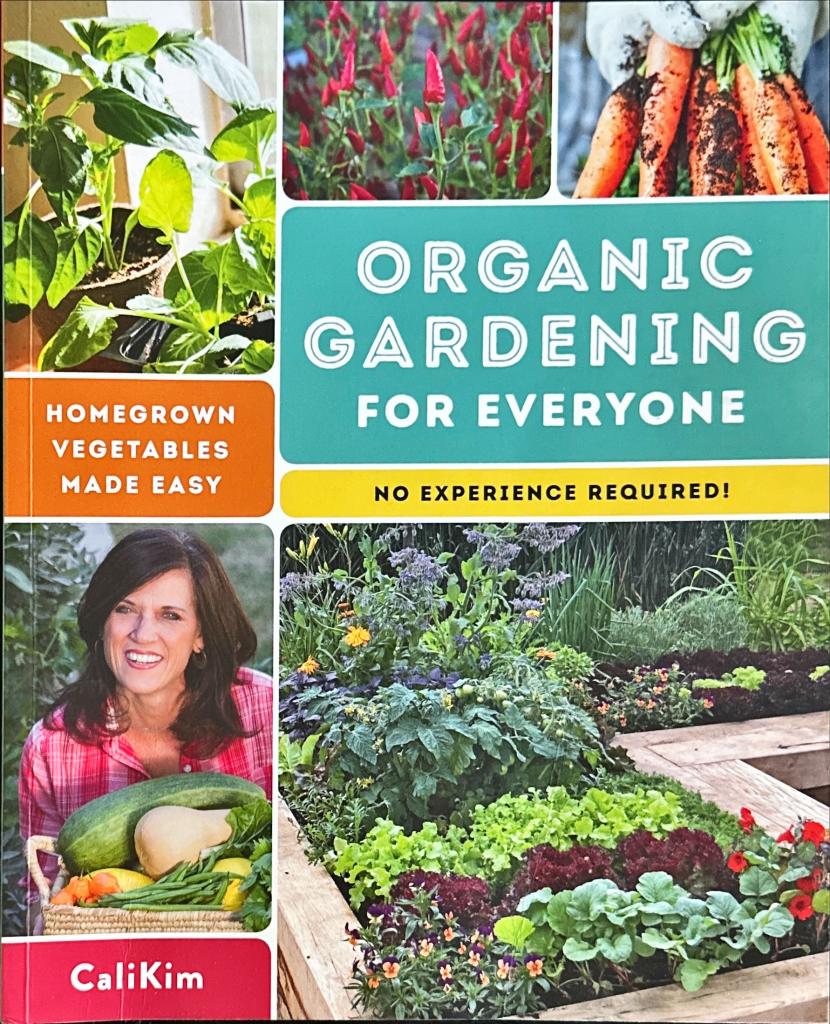 ORGANIC
GARDENING
FOR EVERYONE
HOMEGROWN
VEGETABLES
MADE EASY
NO EXPERIENCE REQUIRED!
CaliKim